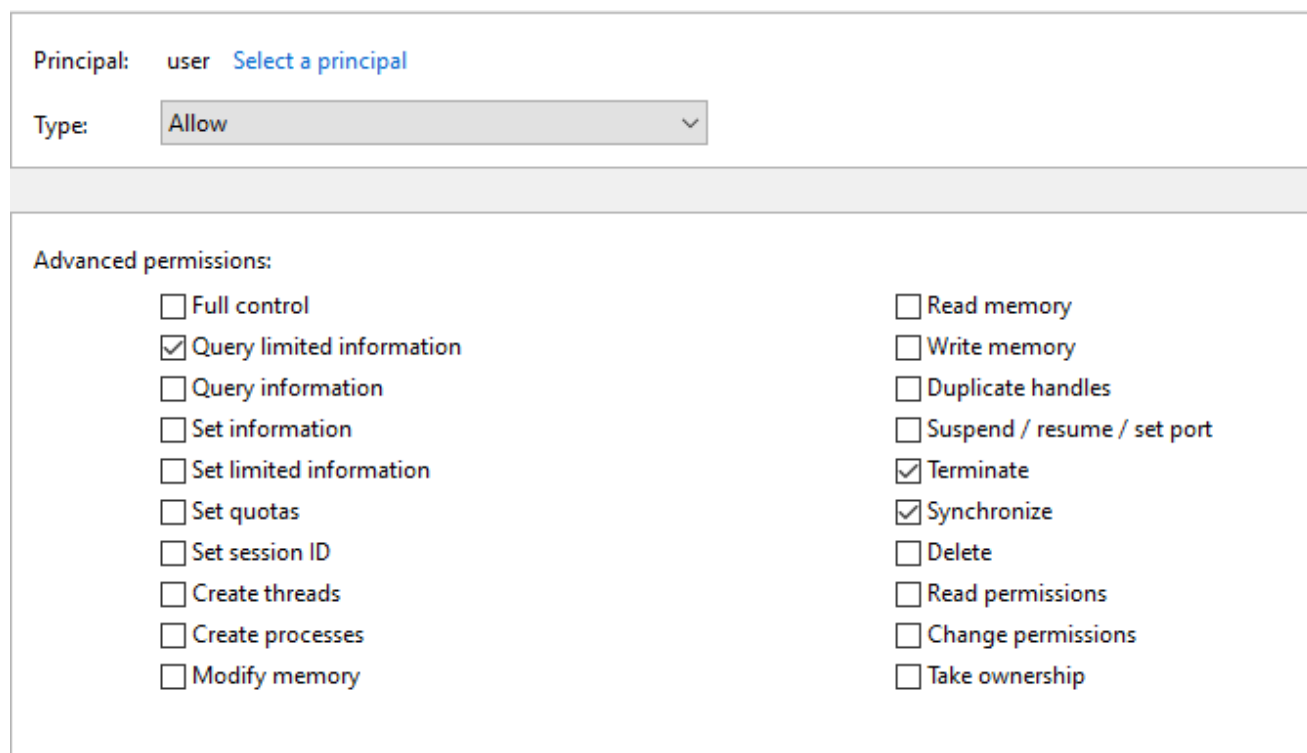 Principal: user Select a principal
Type: Allow
Advanced permissions:
Full control
Query limited information
Query information
Set information
Set limited information
Set quotas
Set session ID
Create threads
Create processes
Modify memory
Read memory
Write memory
Duplicate handles
Suspend / resume / set port
Terminate
Synchronize
Delete
Read permissions
Change permissions
Take ownership